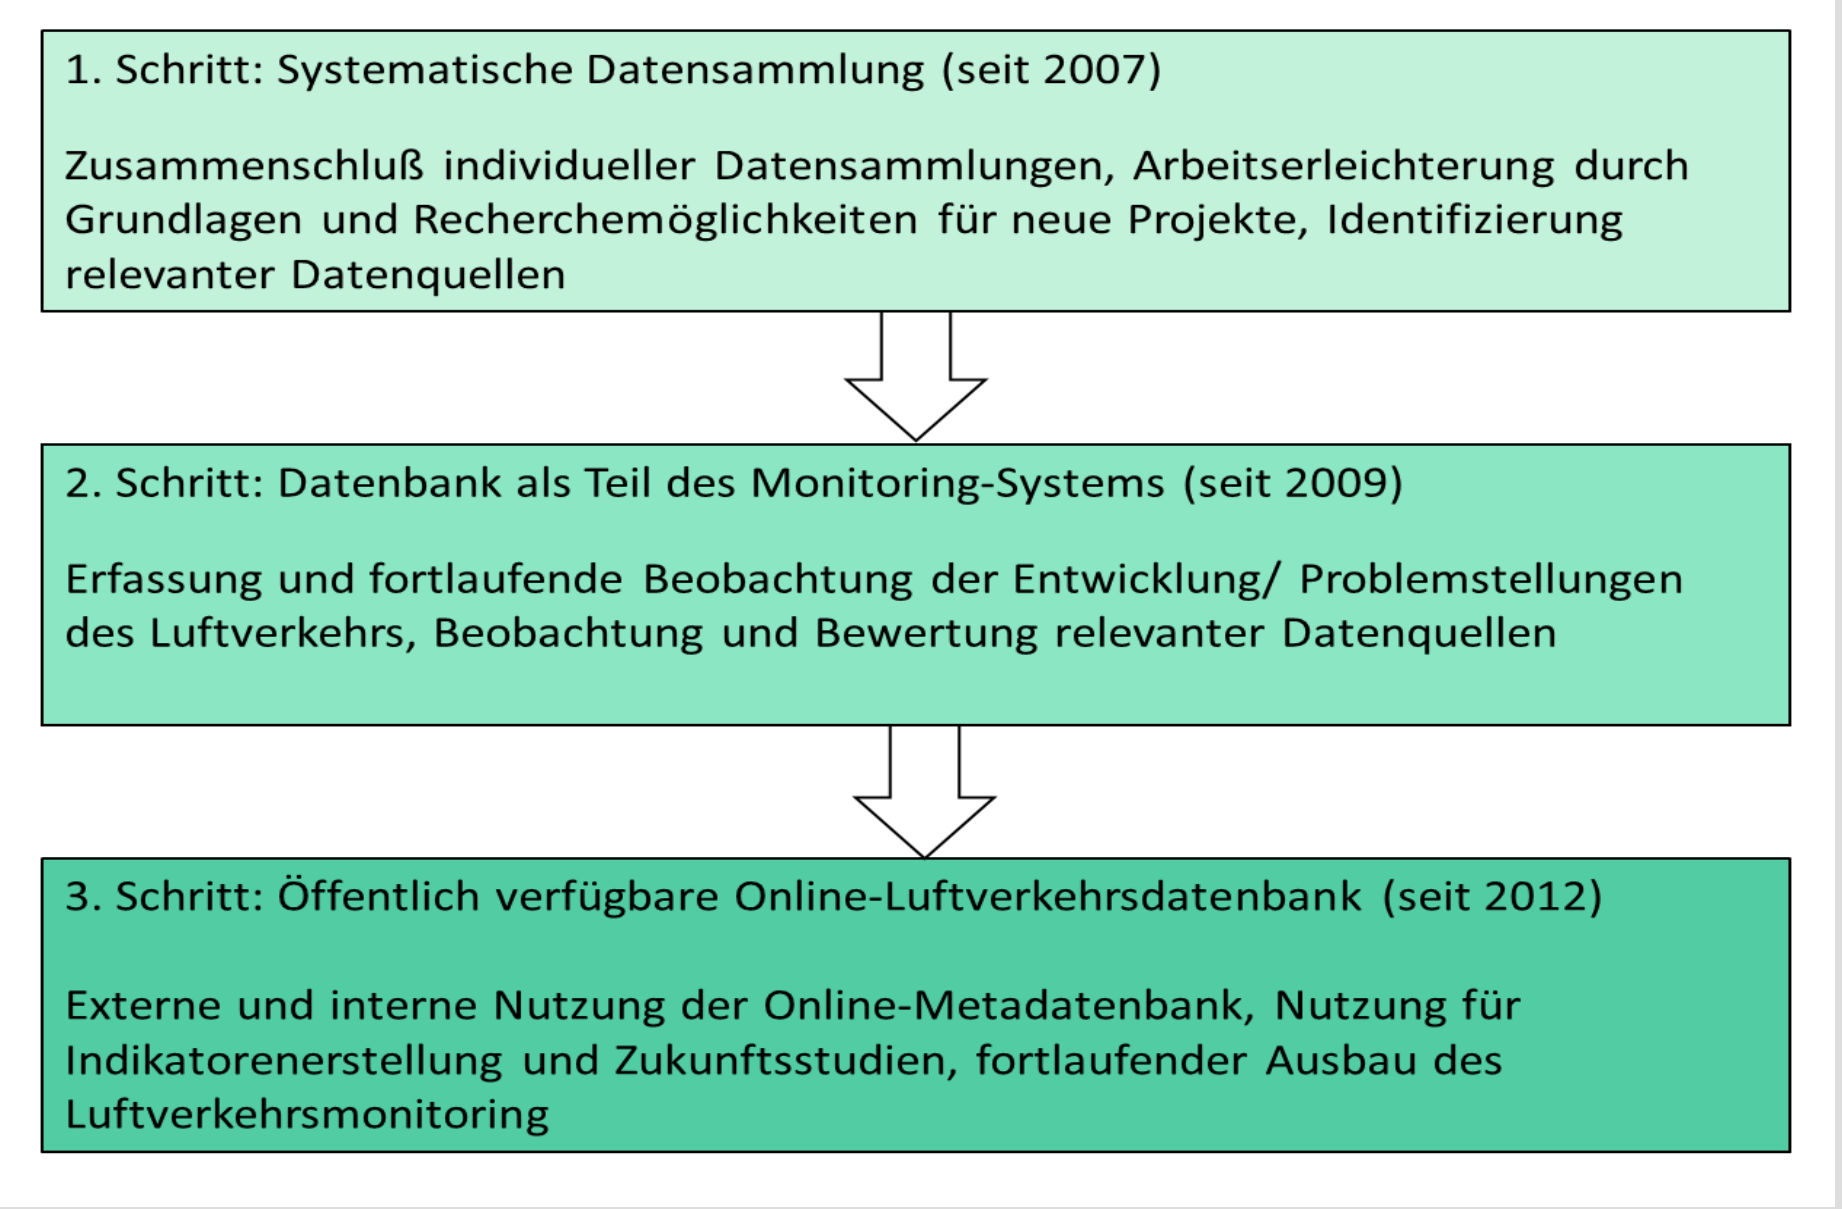 1. Schritt: Systematische Datensammlung (seit 2007)
Zusammenschluß individueller Datensammlungen, Arbeitserleichterung durch
Grundlagen und Recherchemöglichkeiten für neue Projekte, Identifizierung
relevanter Datenquellen
2. Schritt: Datenbank als Teil des Monitoring-Systems (seit 2009)
Erfassung und fortlaufende Beobachtung der Entwicklung/ Problemstellungen
des Luftverkehrs, Beobachtung und Bewertung relevanter Datenquellen
3. Schritt: Öffentlich verfügbare Online-Luftverkehrsdatenbank (seit 2012)
Externe und interne Nutzung der Online-Metadatenbank, Nutzung für
Indikatorenerstellung und Zukunftsstudien, fortlaufender Ausbau des
Luftverkehrsmonitoring